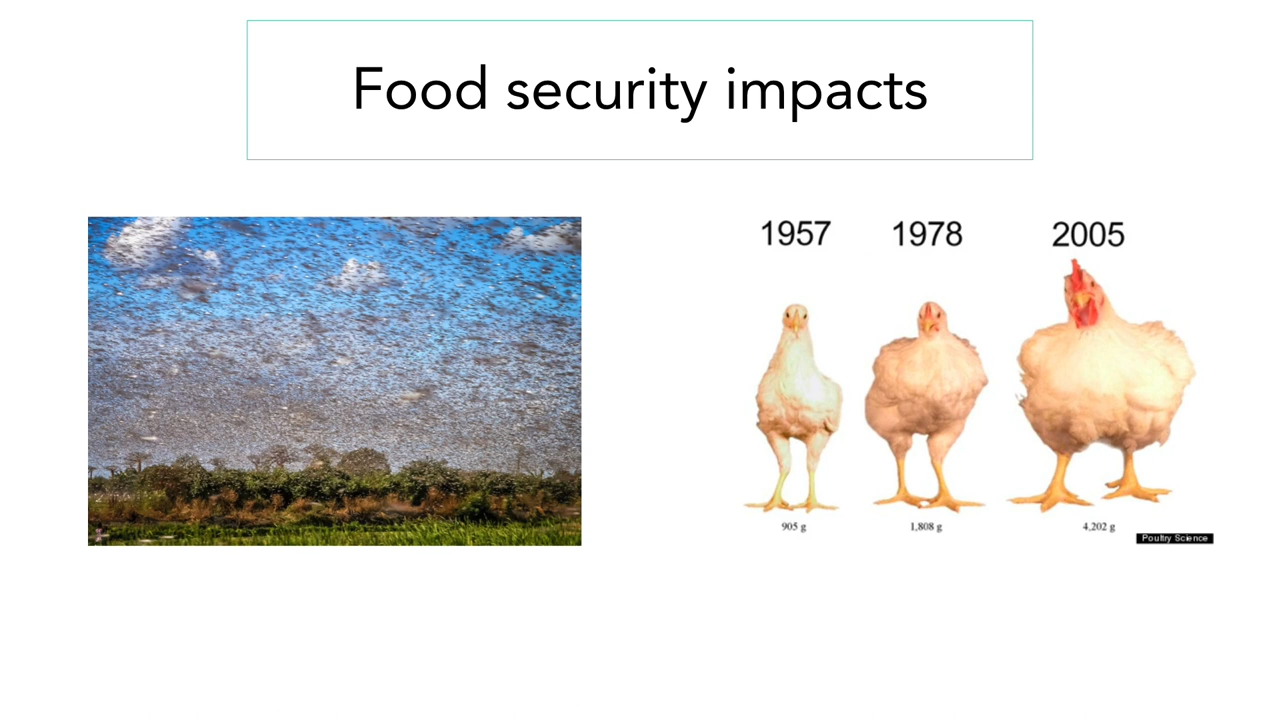 Food security impacts
1957 1978 2005
905 g 1,808 g 4,202 g
Poultry Science